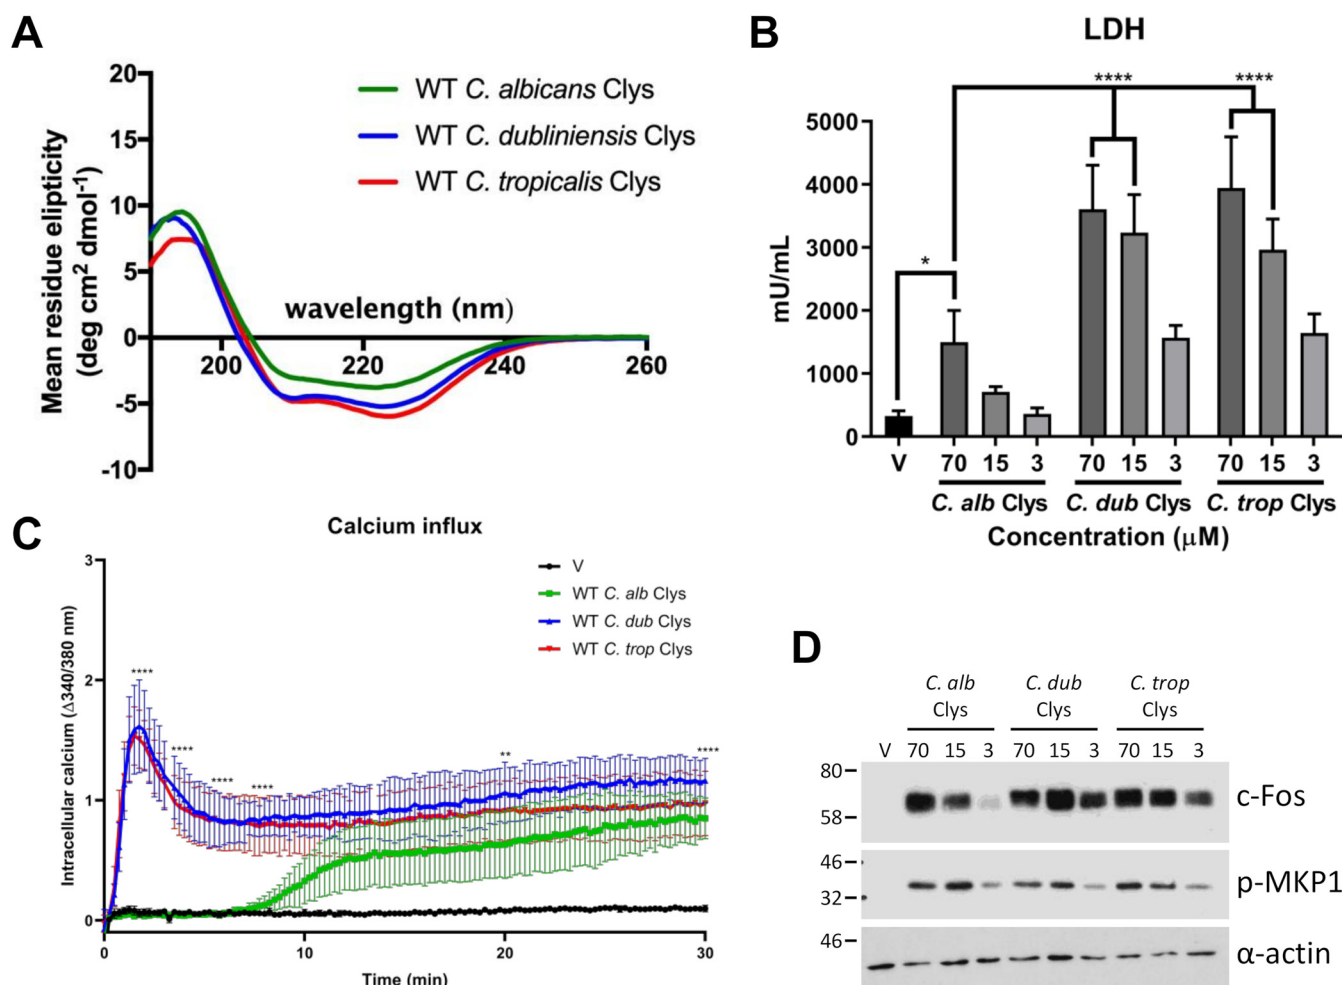 A
WT C. albicans Clys
WT C. dubliniensis Clys
WT C. tropicalis Clys
Mean residue elipticity
(deg cm² dmol⁻¹)
20
15
10
5
0
-5
-10
wavelength (nm)
200 220 240 260
B
LDH
**** ****
*
mU/mL
5000
4000
3000
2000
1000
0
V 70 15 3 70 15 3 70 15 3
C. alb Clys C. dub Clys C. trop Clys
Concentration (μM)
C
Calcium influx
V
WT C. alb Clys
WT C. dub Clys
WT C. trop Clys
Intracellular calcium (Δ340/380 nm)
3
2
1
0
**** **** **** **** ** ****
0 10 20 30
Time (min)
D
C. alb C. dub C. trop
Clys Clys Clys
V 70 15 3 70 15 3 70 15 3
80
58
c-Fos
46
32
p-MKP1
46
α-actin